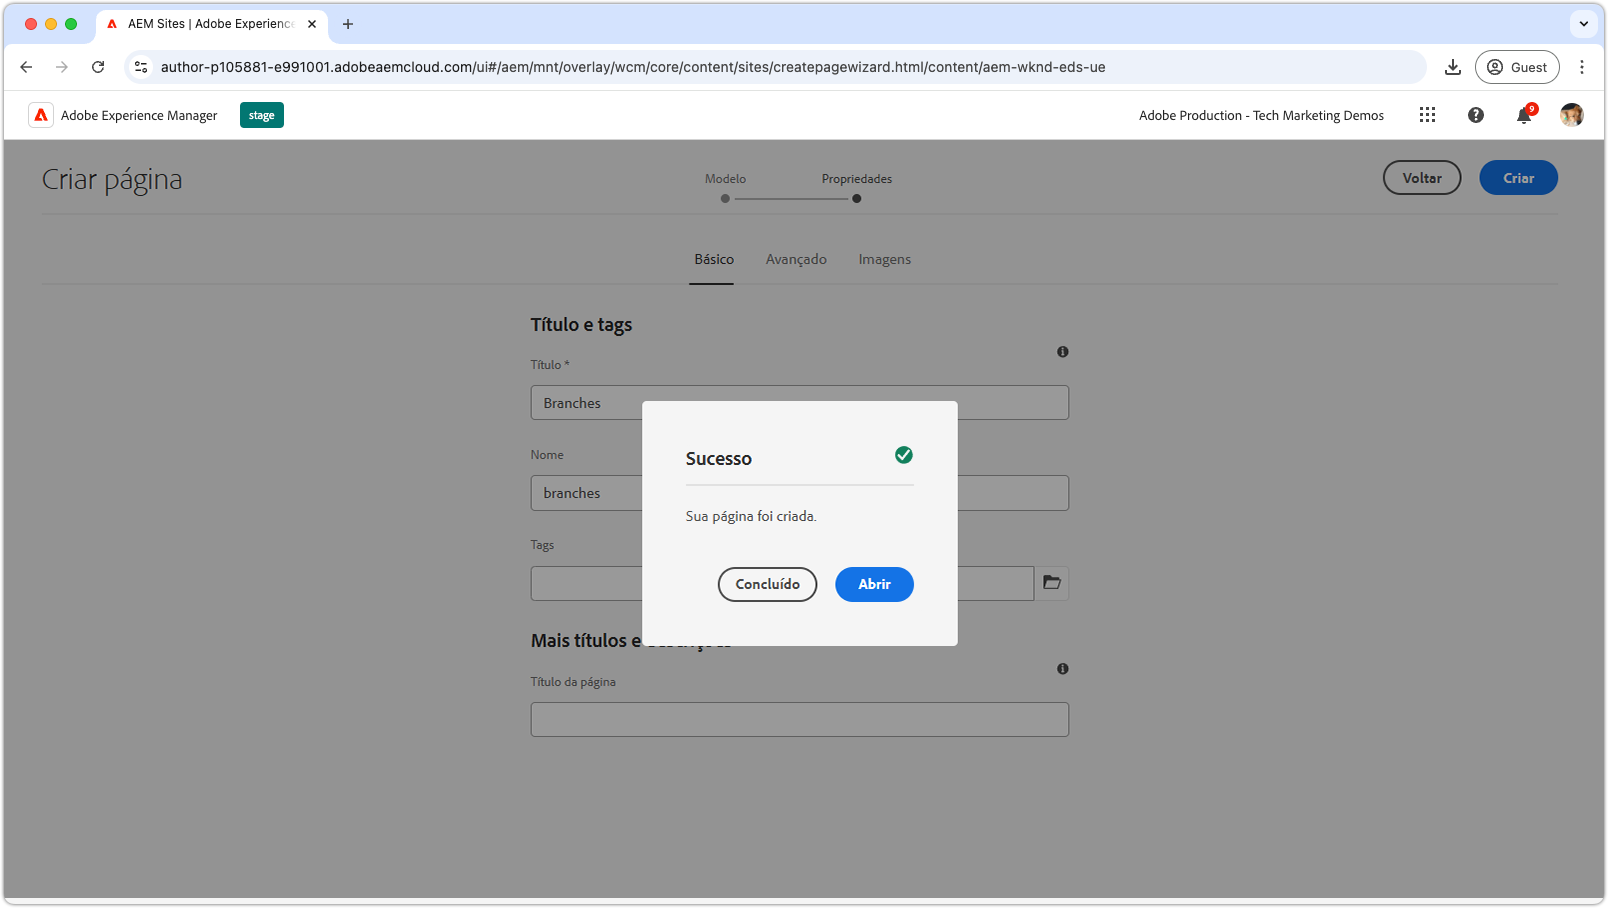 AEM Sites | Adobe Experience
author-p105881-e991001.adobeaemcloud.com/ui#/aem/mnt/overlay/wcm/core/content/sites/createpagewizard.html/content/aem-wknd-eds-ue
Guest
Adobe Experience Manager
stage
Adobe Production - Tech Marketing Demos
9
Criar página
Modelo
Propriedades
Voltar
Criar
Básico
Avançado
Imagens
Título e tags
Título *
Branches
Nome
branches
Tags
Sucesso
Sua página foi criada.
Concluído
Abrir
Mais títulos e
Título da página